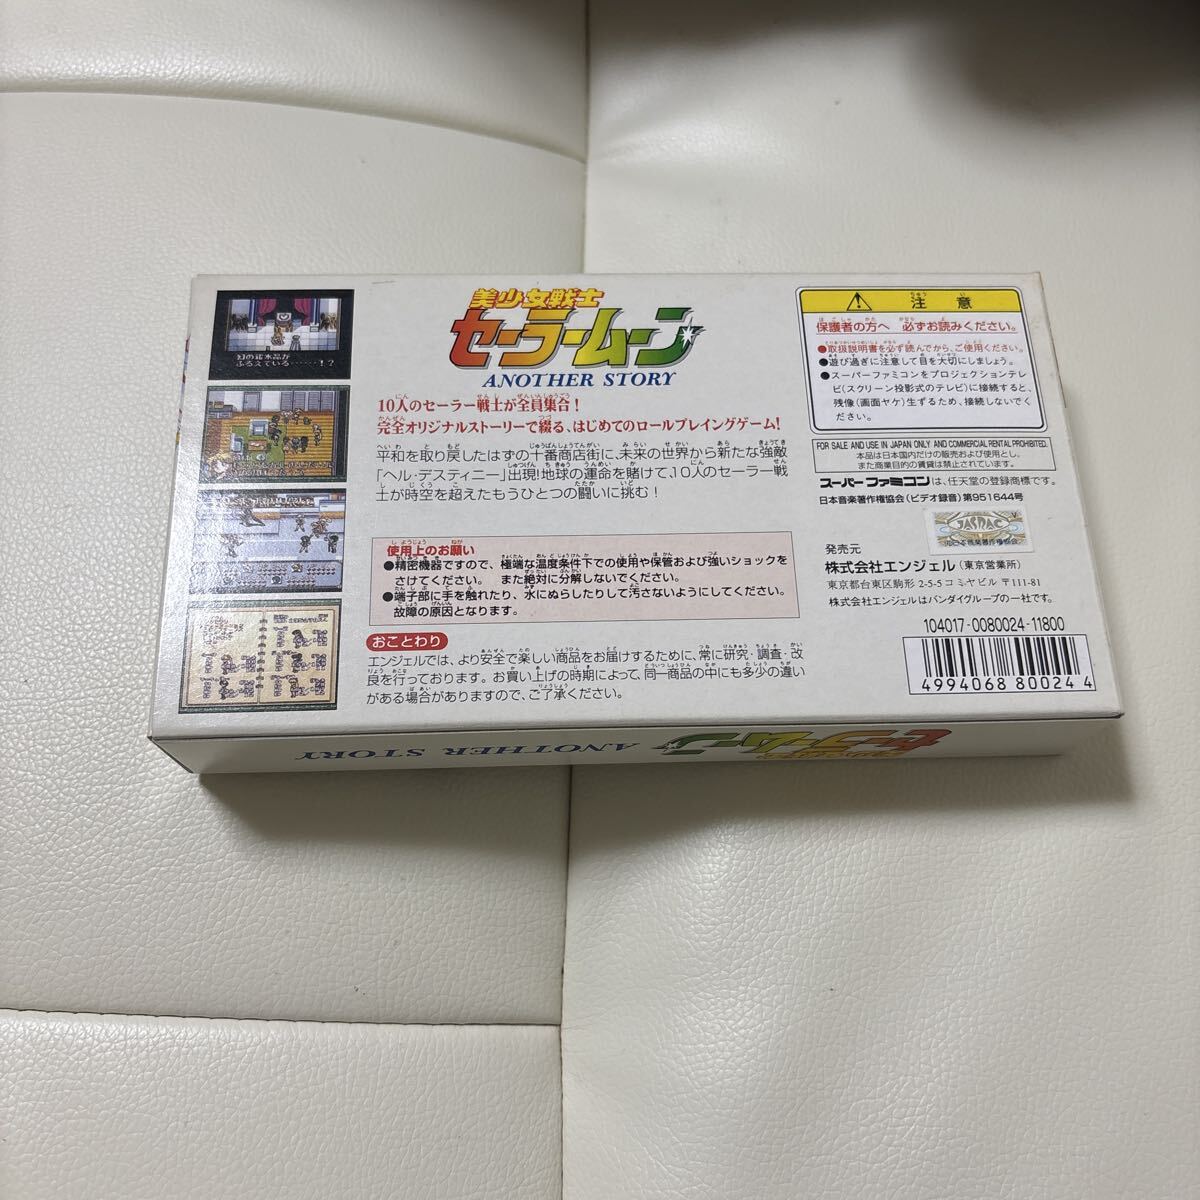 美少女戦士
セーラームーン
ANOTHER STORY
10人のセーラー戦士が全員集合!
完全オリジナルストーリーで綴る、はじめてのロールプレイングゲーム!
平和を取り戻したはずの十番商店街に、未来の世界から新たな強敵
「ヘル・デスティニー」出現!地球の運命を賭けて、10人のセーラー戦
士が時空を超えたもうひとつの闘いに挑む!
使用上のお願い
●精密機器ですので、極端な温度条件下での使用や保管および強いショックを
さけてください。また絶対に分解しないでください。
●端子部に手を触れたり、水にぬらしたりして汚さないようにしてください。
故障の原因となります。
おことわり
エンジェルでは、より安全で楽しい商品をお届けするために、常に研究・調査・改
良を行っております。お買い上げの時期によって、同一商品の中にも多少の違い
がある場合がありますので、ご了承ください。
注意
保護者の方へ 必ずお読みください。
●取扱説明書を必ず読んでから、ご使用ください。
●遊び過ぎに注意して目を大切にしましょう。
●スーパーファミコンをプロジェクションテレ
ビ(スクリーン投影式のテレビ)に接続すると、
残像(画面ヤケ)生ずるため、接続しないでく
ださい。
FOR SALE AND USE IN JAPAN ONLY AND COMMERCIAL RENTAL PROHIBITED.
本品は日本国内だけの販売および使用とし、
また商業目的の賃貸は禁止されています。
スーパーファミコンは、任天堂の登録商標です。
日本音楽著作権協会(ビデオ録音)第951644号
JASRAC
発売元
株式会社エンジェル(東京営業所)
東京都台東区駒形2-5-5コミヤビル 〒111-81
株式会社エンジェルはバンダイグループの一社です。
104017-0080024-11800
4994068 80024 4
セーラームーン
ANOTHER STORY